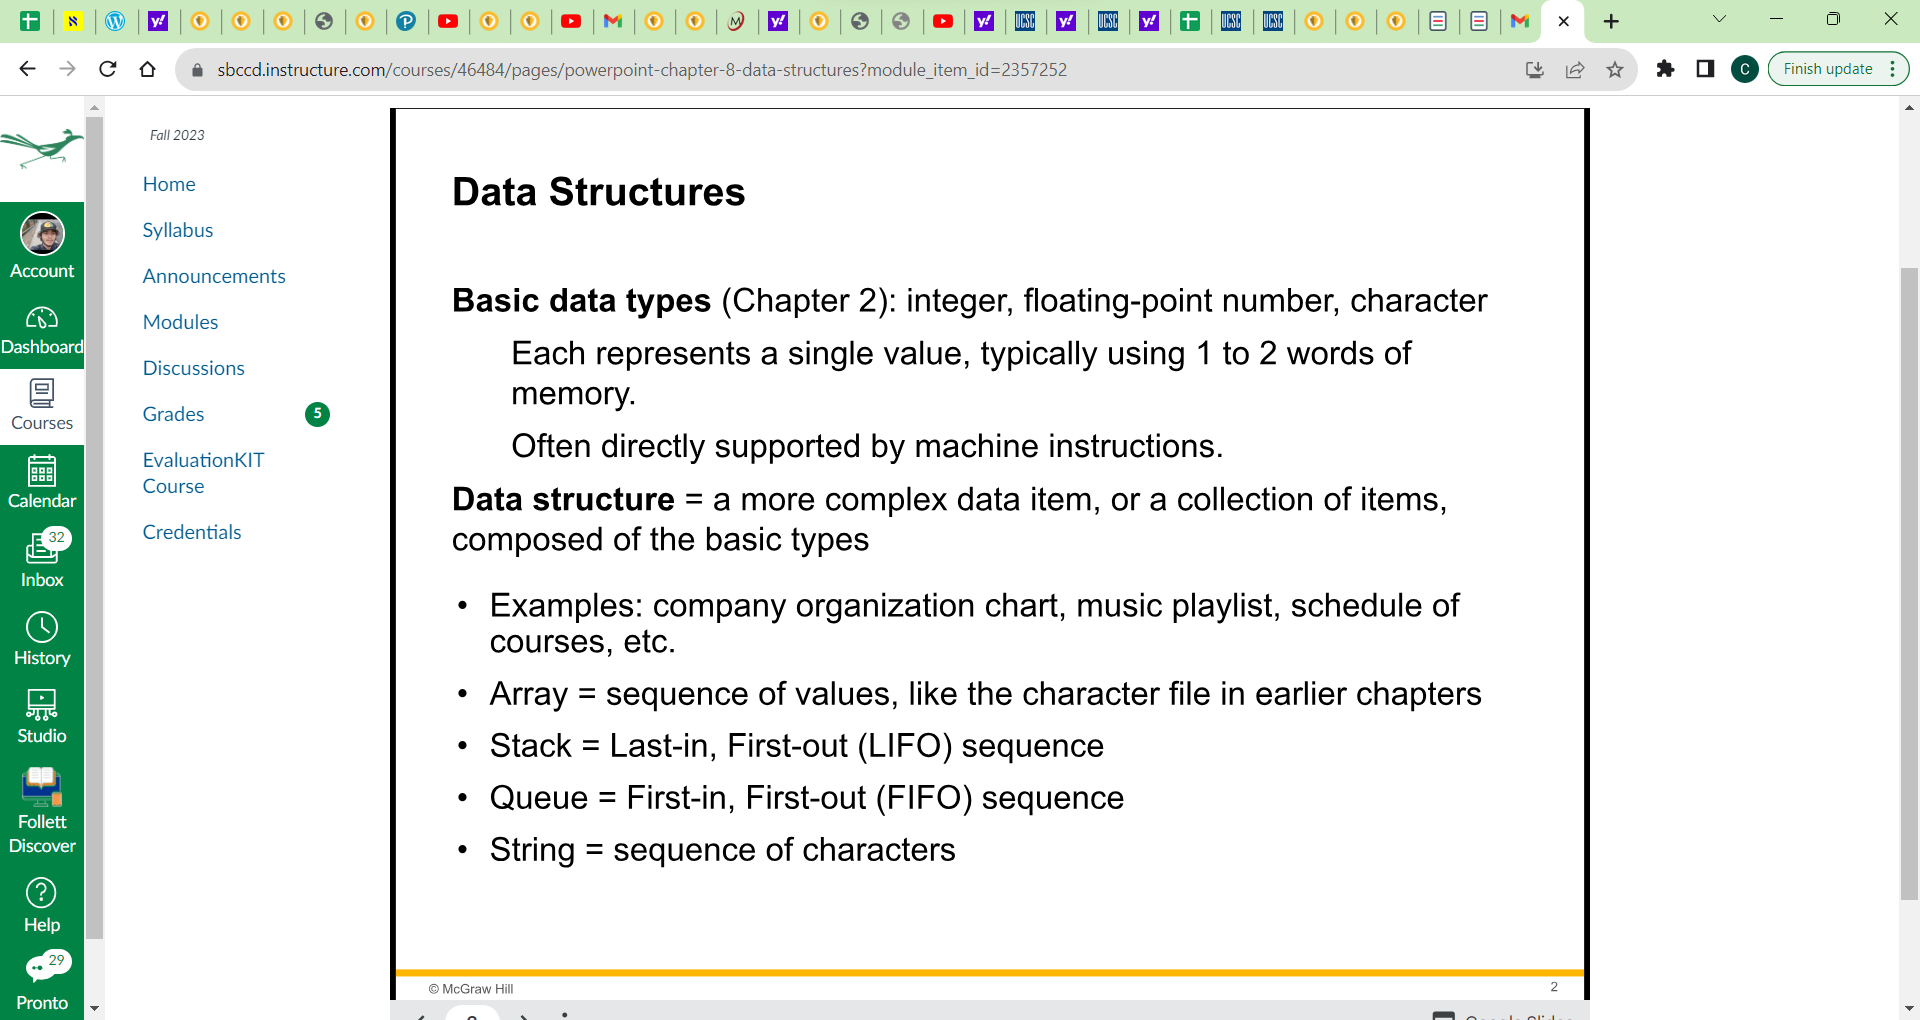 sbccd.instructure.com/courses/46484/pages/powerpoint-chapter-8-data-structures?module_item_id=2357252
C
Finish update
Fall 2023
Home
Syllabus
Announcements
Modules
Discussions
Grades
5
EvaluationKIT
Course
Credentials
Account
Dashboard
Courses
Calendar
32
Inbox
History
Studio
Follett
Discover
Help
29
Pronto
Data Structures
Basic data types (Chapter 2): integer, floating-point number, character
Each represents a single value, typically using 1 to 2 words of
memory.
Often directly supported by machine instructions.
Data structure = a more complex data item, or a collection of items,
composed of the basic types
• Examples: company organization chart, music playlist, schedule of
courses, etc.
• Array = sequence of values, like the character file in earlier chapters
• Stack = Last-in, First-out (LIFO) sequence
• Queue = First-in, First-out (FIFO) sequence
• String = sequence of characters
© McGraw Hill
2